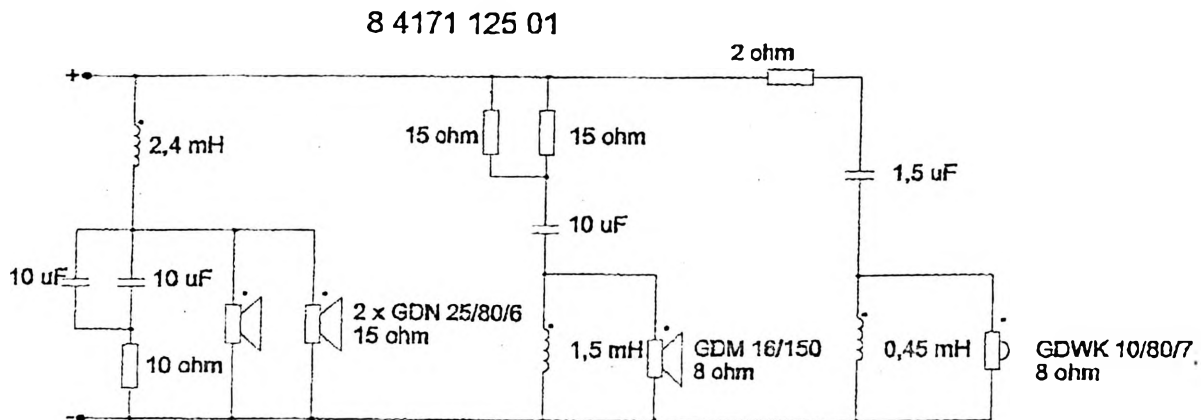 8 4171 125 01
2 ohm
+
2,4 mH
15 ohm
15 ohm
1,5 uF
10 uF
10 uF
10 uF
2 x GDN 25/80/6
15 ohm
10 ohm
1,5 mH
GDM 16/150
8 ohm
0,45 mH
GDWK 10/80/7
8 ohm
-